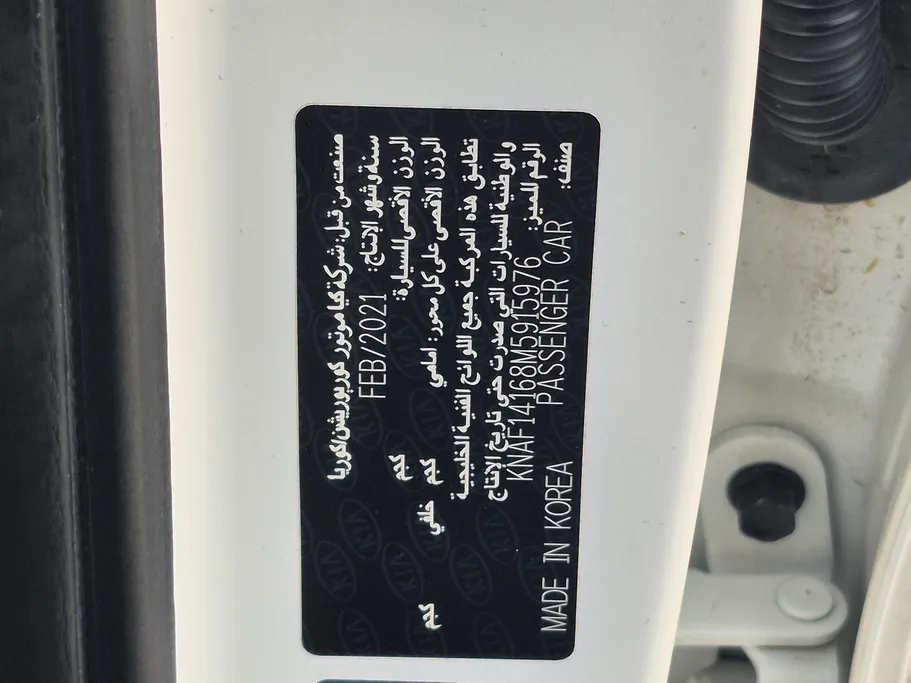 صنعت من قبل: شركة كيا موتور كوربوريشن/كوريا
سنة وشهر الإنتاج: FEB/2021
الوزن الأقصى للسيارة: كجم
الوزن الأقصى على كل محور: امامي كجم خلفي كجم
تطابق هذه المركبة جميع اللوائح الفنية الخليجية
والوطنية للسيارات التي صدرت حتى تاريخ الإنتاج
الرقم المميز: KNAF14168M5915976
صنف: PASSENGER CAR MADE IN KOREA